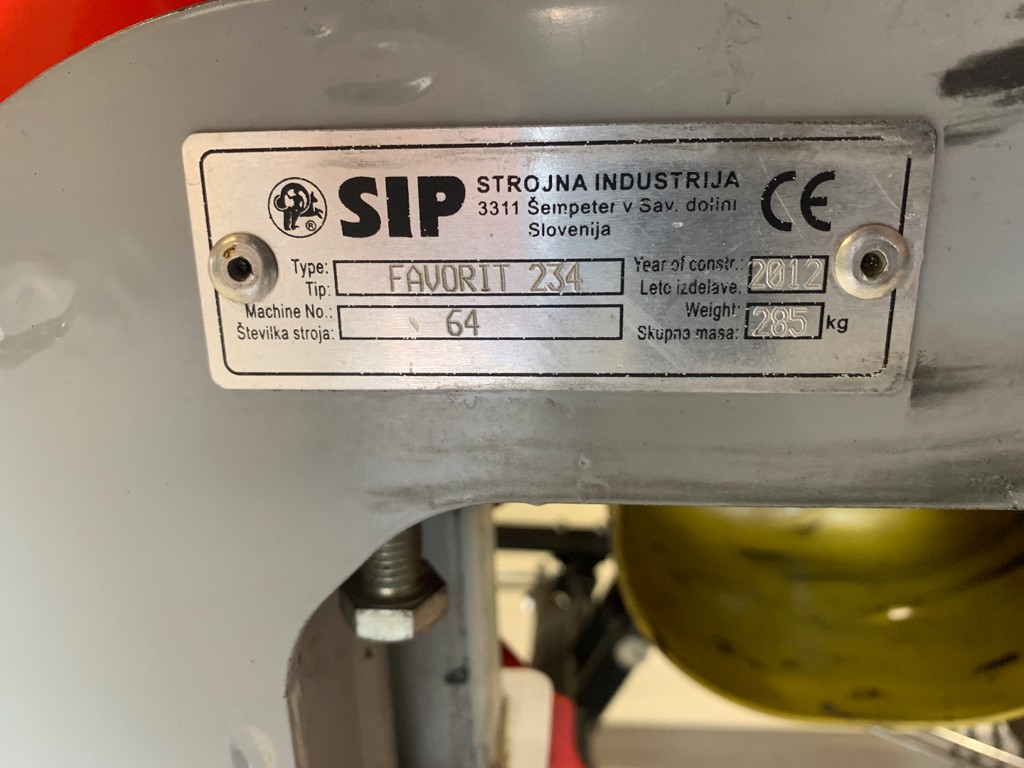 ® SIP STROJNA INDUSTRIJA CE
3311 Šempeter v Sav. dolini
Slovenija
Type: FAVORIT 234 Year of constr.: 2012
Tip: Leto izdelave:
Machine No.: 64 Weight: 285 kg
Številka stroja: Skupna masa: